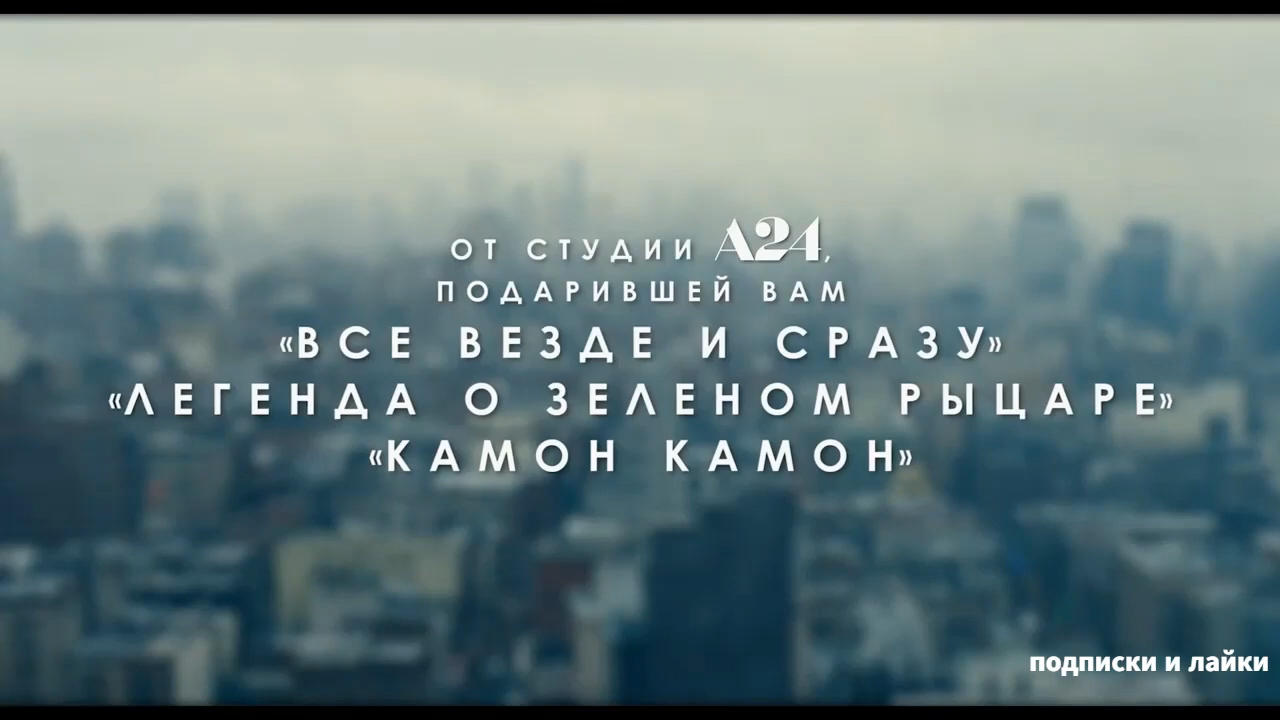 ОТ СТУДИИ A24,
ПОДАРИВШЕЙ ВАМ
«ВСЕ ВЕЗДЕ И СРАЗУ»
«ЛЕГЕНДА О ЗЕЛЕНОМ РЫЦАРЕ»
«КАМОН КАМОН»
подписки и лайки